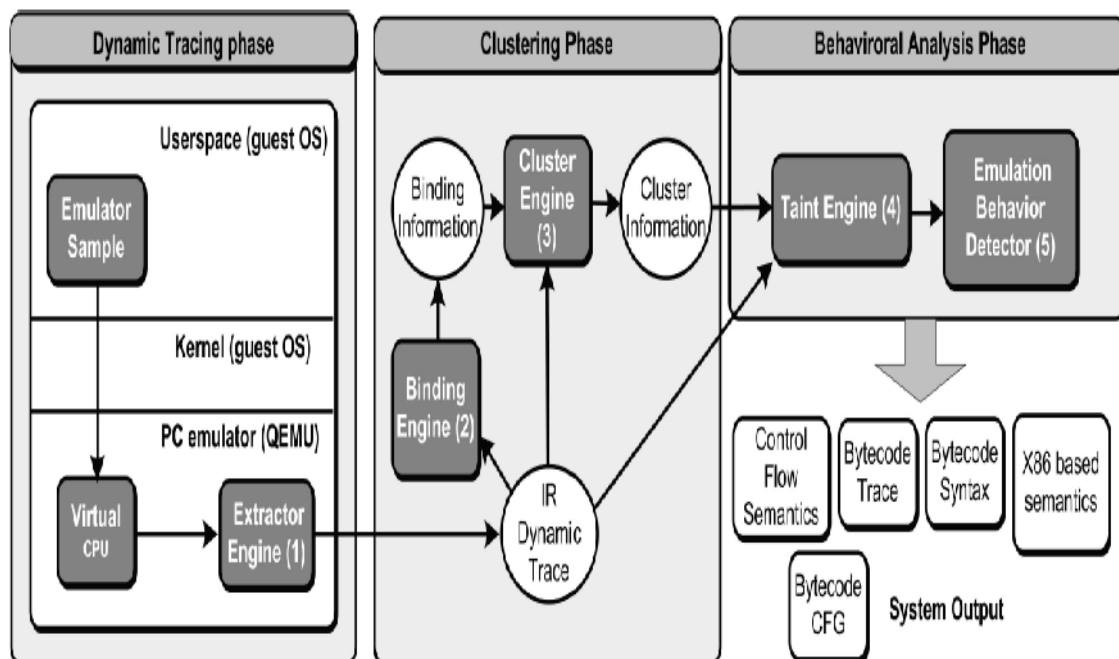 Dynamic Tracing phase
Userspace (guest OS)
Emulator
Sample
Kernel (guest OS)
PC emulator (QEMU)
Virtual
CPU
Extractor
Engine (1)
Clustering Phase
Binding
Information
Cluster
Engine
(3)
Cluster
Information
Binding
Engine (2)
IR
Dynamic
Trace
Behaviroral Analysis Phase
Taint Engine (4)
Emulation
Behavior
Detector (5)
Control
Flow
Semantics
Bytecode
Trace
Bytecode
Syntax
X86 based
semantics
Bytecode
CFG
System Output